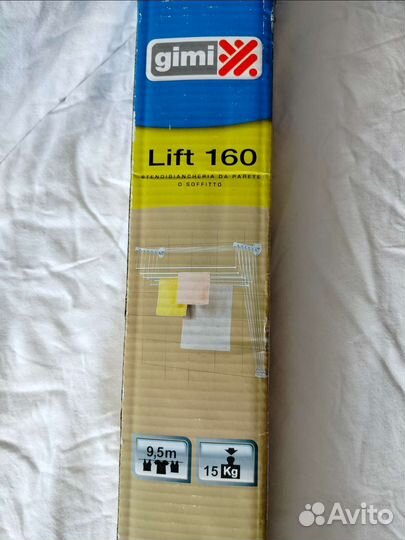 gimi
Lift 160
STENDIBIANCHERIA DA PARETE
O SOFFITTO
9,5m
15 Kg
Avito